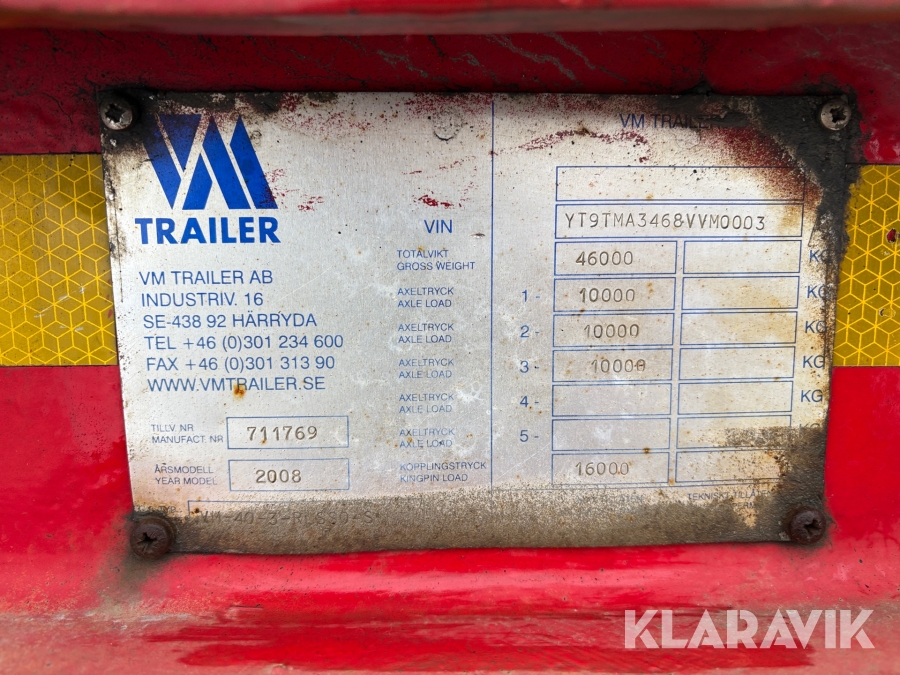 VM
TRAILER
VM TRAILER AB
INDUSTRIV. 16
SE-438 92 HÄRRYDA
TEL +46 (0)301 234 600
FAX +46 (0)301 313 90
WWW.VMTRAILER.SE
TILLV. NR
MANUFACT. NR 711769
ÅRSMODELL
YEAR MODEL 2008
VM TRAILER
VIN YT9TMA3468VVM0003
TOTALVIKT
GROSS WEIGHT 46000 KG
AXELTRYCK
AXLE LOAD 1- 10000 KG
AXELTRYCK
AXLE LOAD 2- 10000 KG
AXELTRYCK
AXLE LOAD 3- 10000 KG
AXELTRYCK
AXLE LOAD 4- KG
AXELTRYCK
AXLE LOAD 5- KG
KOPPLINGSTRYCK
KINGPIN LOAD 16000
KLARAVIK